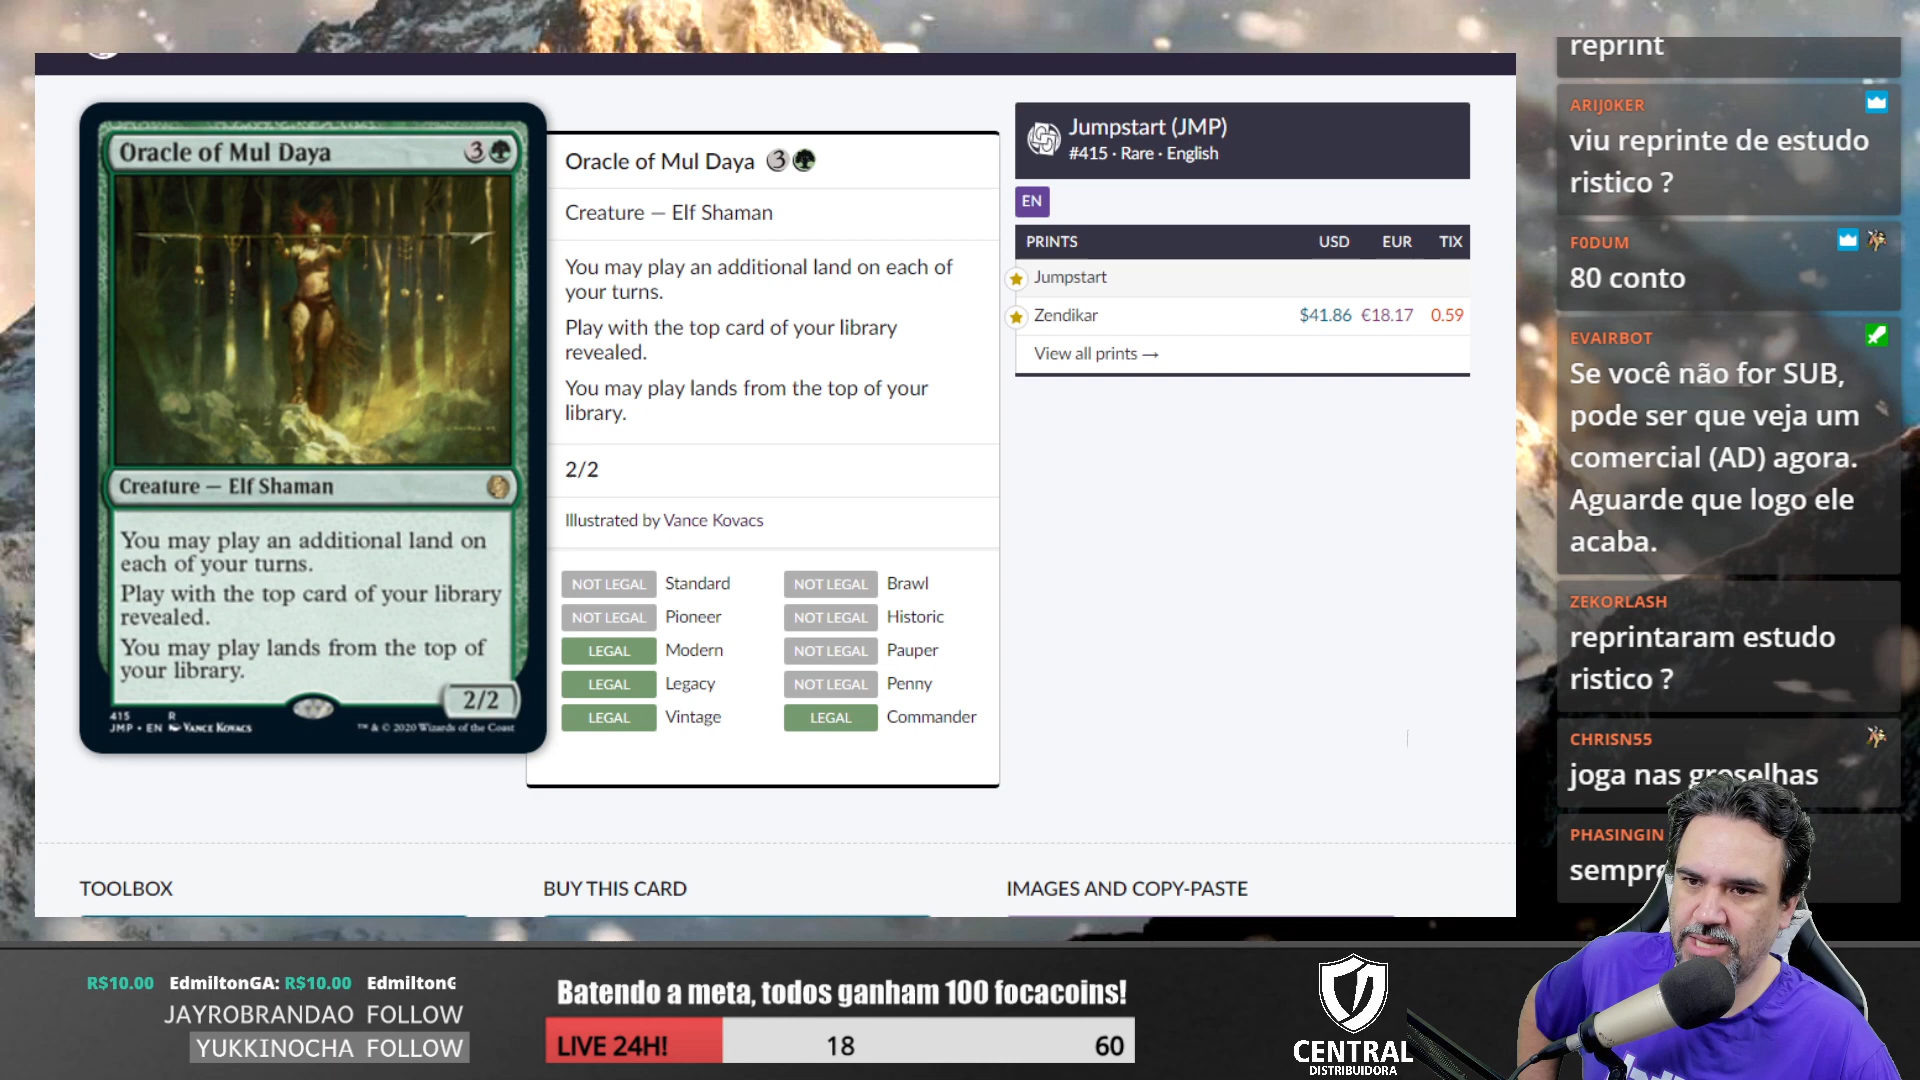 Oracle of Mul Daya 3
Creature — Elf Shaman
You may play an additional land on
each of your turns.
Play with the top card of your library
revealed.
You may play lands from the top of
your library.
2/2
415 R
JMP • EN Vance Kovacs
™ & © 2020 Wizards of the Coast
Oracle of Mul Daya 3
Creature — Elf Shaman
You may play an additional land on each of
your turns.
Play with the top card of your library
revealed.
You may play lands from the top of your
library.
2/2
Illustrated by Vance Kovacs
NOT LEGAL Standard NOT LEGAL Brawl
NOT LEGAL Pioneer NOT LEGAL Historic
LEGAL Modern NOT LEGAL Pauper
LEGAL Legacy NOT LEGAL Penny
LEGAL Vintage LEGAL Commander
Jumpstart (JMP)
#415 · Rare · English
EN
PRINTS USD EUR TIX
Jumpstart
Zendikar $41.86 €18.17 0.59
View all prints →
TOOLBOX
BUY THIS CARD
IMAGES AND COPY-PASTE
reprint
ARIJ0KER
viu reprinte de estudo
ristico ?
F0DUM
80 conto
EVAIRBOT
Se você não for SUB,
pode ser que veja um
comercial (AD) agora.
Aguarde que logo ele
acaba.
ZEKORLASH
reprintaram estudo
ristico ?
CHRISN55
joga nas groselhas
PHASINGIN
sempre
R$10.00 EdmiltonGA: R$10.00 EdmiltonG
JAYROBRANDAO FOLLOW
YUKKINOCHA FOLLOW
Batendo a meta, todos ganham 100 focacoins!
LIVE 24H! 18 60
CENTRAL
DISTRIBUIDORA